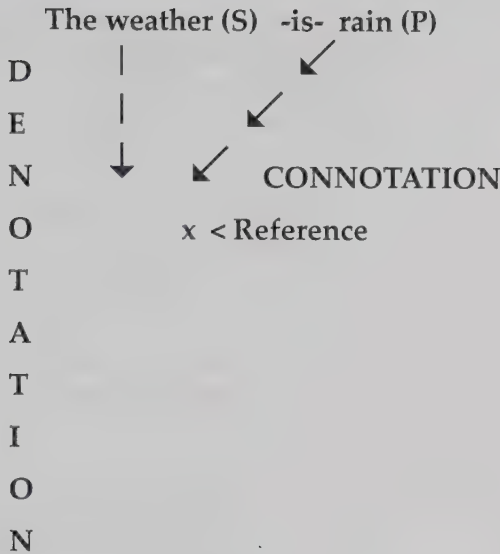 The weather (S) -is- rain (P)
D
E
N
CONNOTATION
O
x < Reference
T
A
T
I
O
N